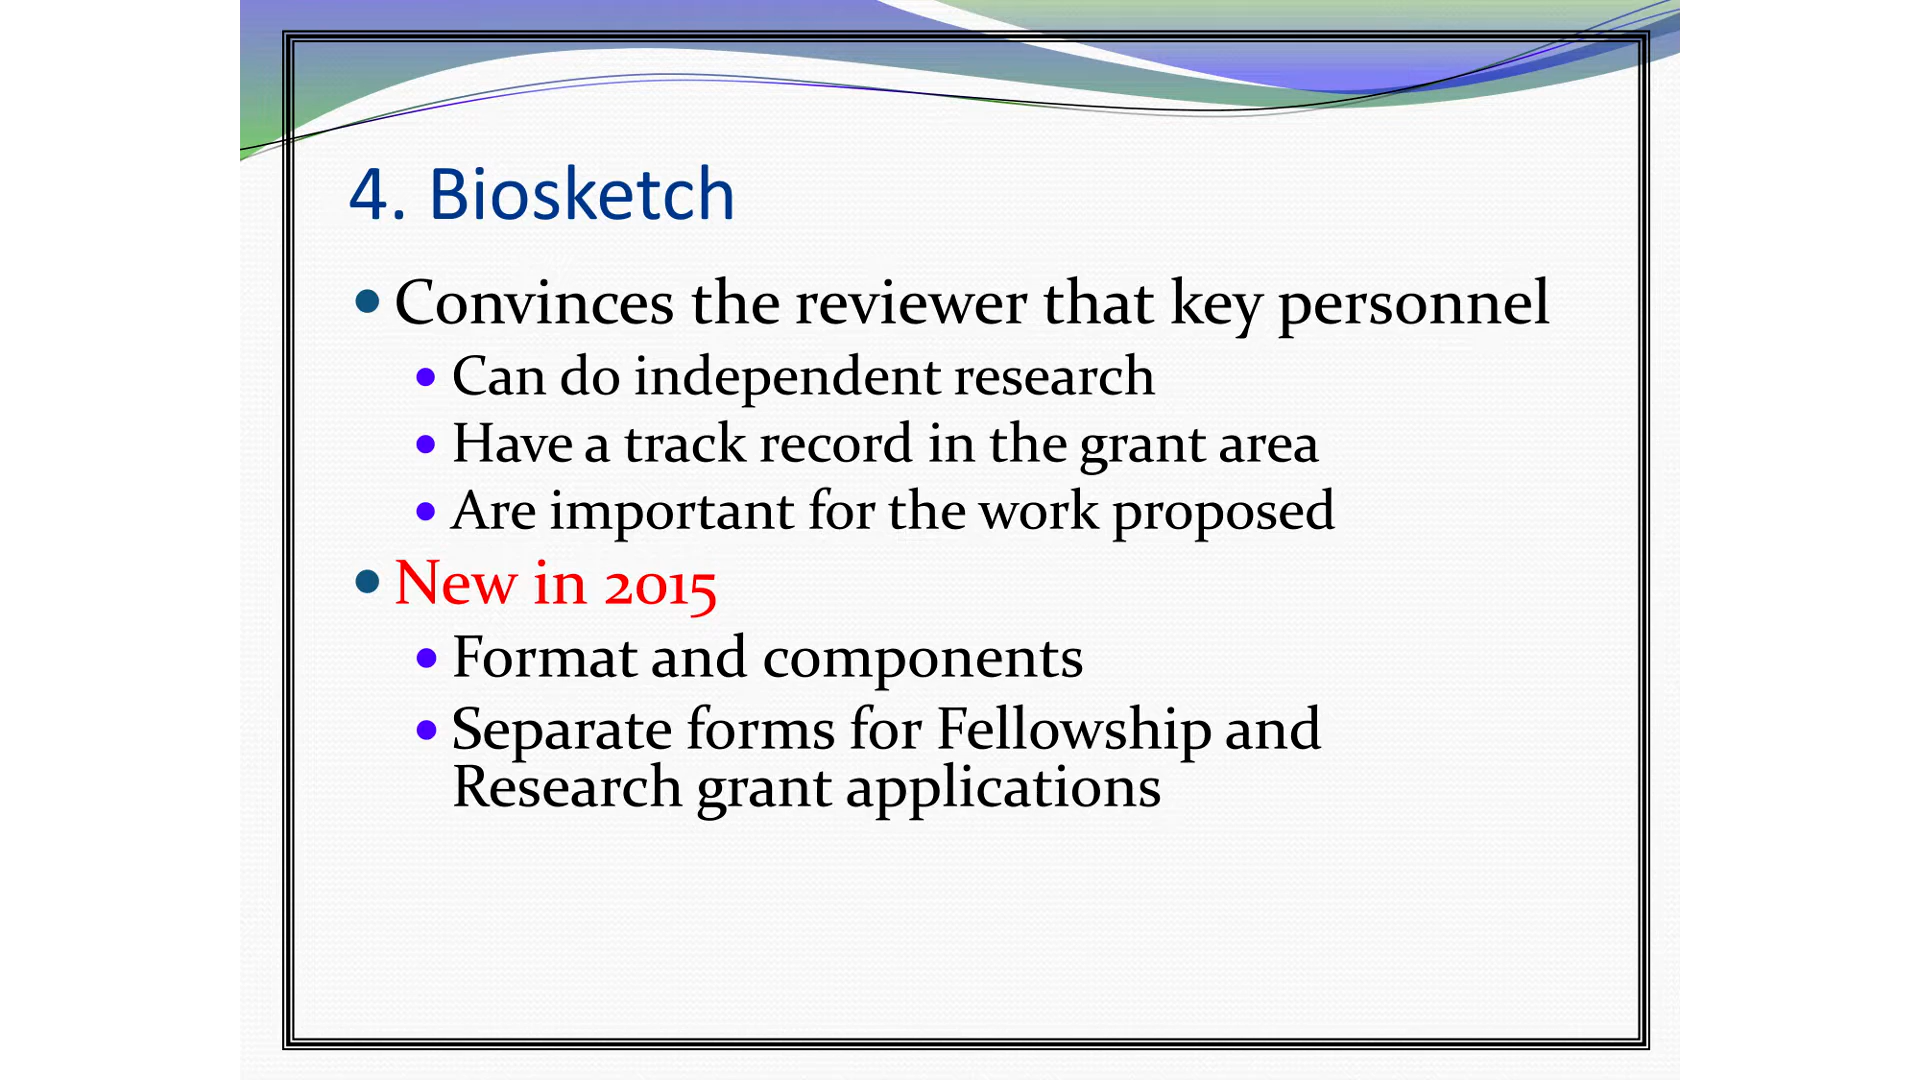 4. Biosketch
• Convinces the reviewer that key personnel
• Can do independent research
• Have a track record in the grant area
• Are important for the work proposed
• New in 2015
• Format and components
• Separate forms for Fellowship and
Research grant applications